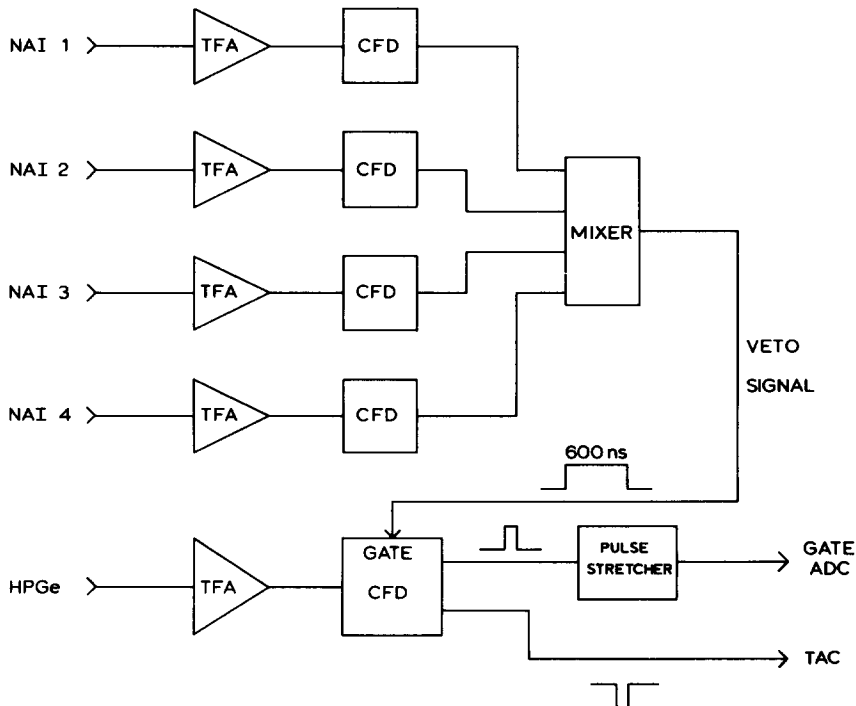 NAI 1
TFA
CFD
NAI 2
TFA
CFD
MIXER
NAI 3
TFA
CFD
VETO
SIGNAL
NAI 4
TFA
CFD
600 ns
HPGe
TFA
GATE
CFD
PULSE
STRETCHER
GATE
ADC
TAC